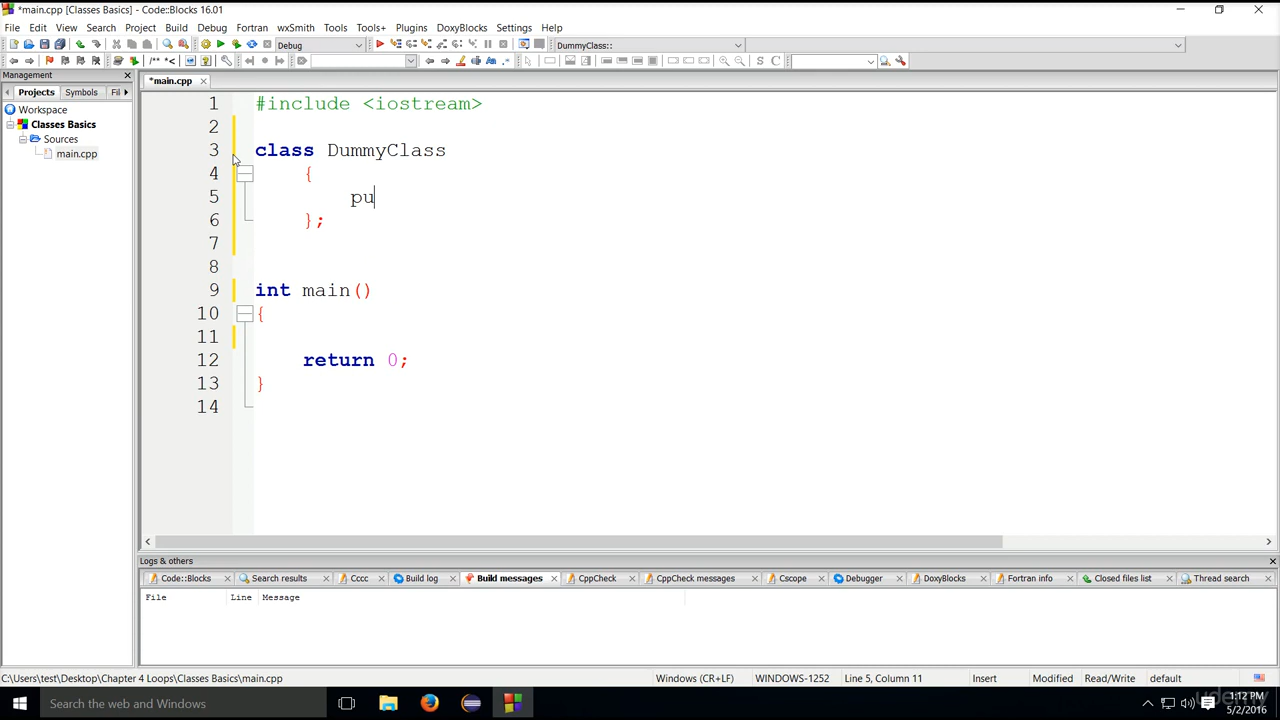 *main.cpp [Classes Basics] - Code::Blocks 16.01
File Edit View Search Project Build Debug Fortran wxSmith Tools Tools+ Plugins DoxyBlocks Settings Help
Debug DummyClass::
/** *< S C
Management
Projects Symbols Fil
*main.cpp
Workspace
Classes Basics
Sources
main.cpp
1 #include <iostream>
2
3 class DummyClass
4 {
5 pu
6 };
7
8
9 int main()
10 {
11
12 return 0;
13 }
14
Logs & others
Code::Blocks Search results Cccc Build log Build messages CppCheck CppCheck messages Cscope Debugger DoxyBlocks Fortran info Closed files list Thread search
File Line Message
C:\Users\test\Desktop\Chapter 4 Loops\Classes Basics\main.cpp Windows (CR+LF) WINDOWS-1252 Line 5, Column 11 Insert Modified Read/Write default
Search the web and Windows
udemy
1:12 PM
5/2/2016